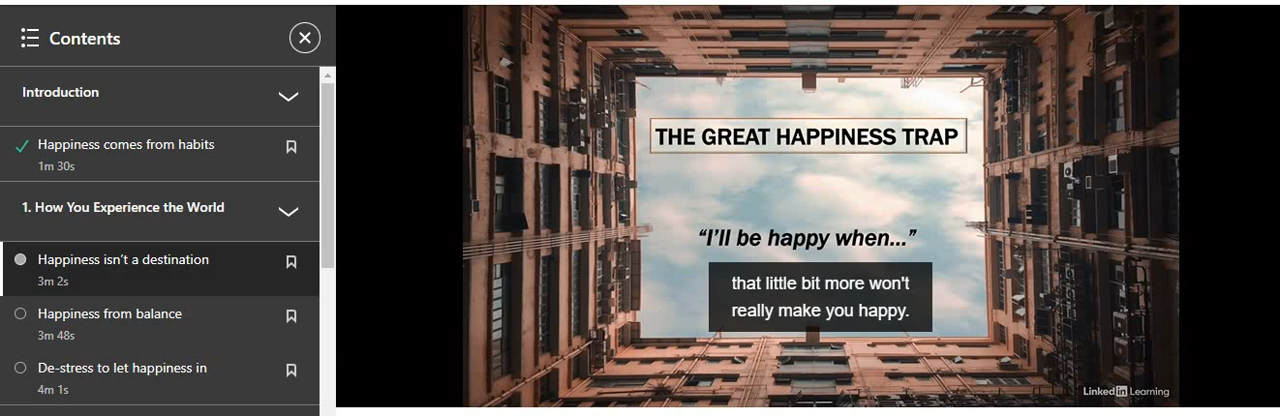 Contents
Introduction
Happiness comes from habits
1m 30s
1. How You Experience the World
Happiness isn't a destination
3m 2s
Happiness from balance
3m 48s
De-stress to let happiness in
4m 1s
THE GREAT HAPPINESS TRAP
“I’ll be happy when...”
that little bit more won't
really make you happy.
Linked in Learning